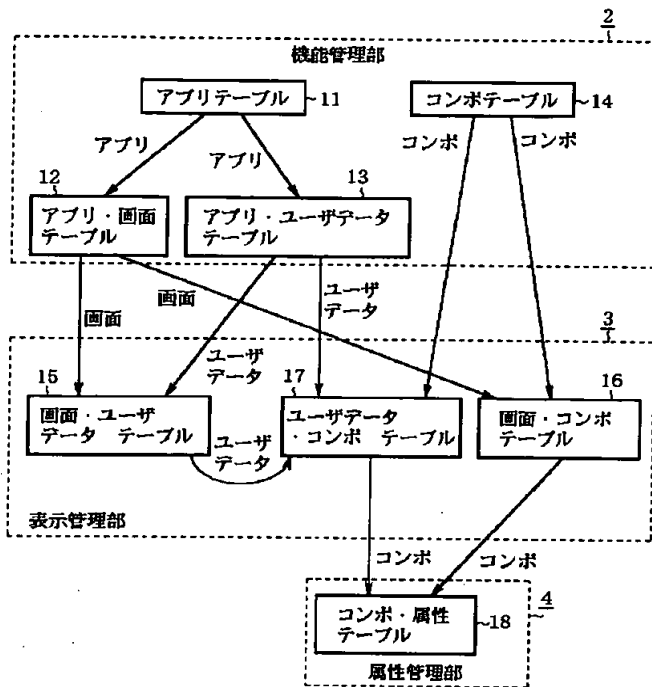 2
機能管理部
アプリテーブル
11
コンポテーブル
14
アプリ
アプリ
コンポ
コンポ
12
13
アプリ・画面
テーブル
アプリ・ユーザデータ
テーブル
画面
画面
ユーザ
データ
ユーザ
データ
3
15
17
16
画面・ユーザ
データ テーブル
ユーザ
データ
ユーザデータ
・コンポ テーブル
画面・コンポ
テーブル
表示管理部
コンポ
コンポ
4
コンポ・属性
テーブル
18
属性管理部